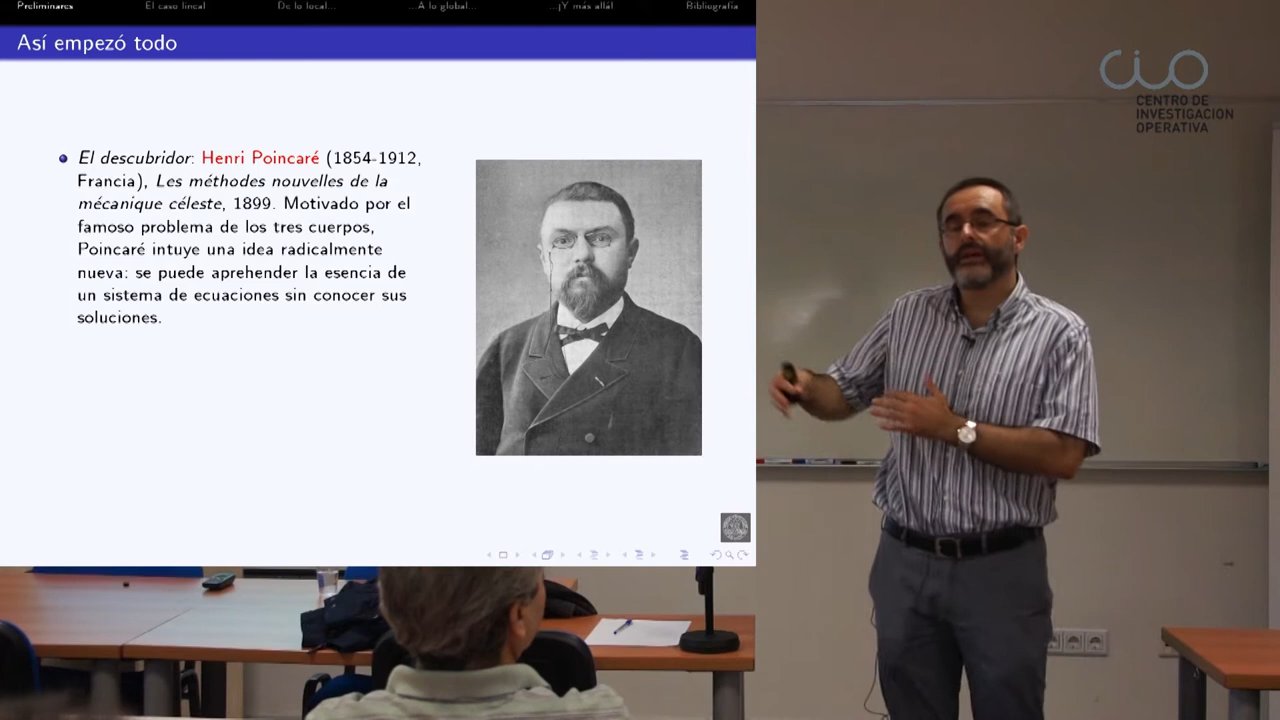 Preliminares El caso lineal De lo local... ...A lo global... ...¡Y más allá! Bibliografía
Así empezó todo
El descubridor: Henri Poincaré (1854-1912,
Francia), Les méthodes nouvelles de la
mécanique céleste, 1899. Motivado por el
famoso problema de los tres cuerpos,
Poincaré intuye una idea radicalmente
nueva: se puede aprehender la esencia de
un sistema de ecuaciones sin conocer sus
soluciones.
cio
CENTRO DE
INVESTIGACION
OPERATIVA